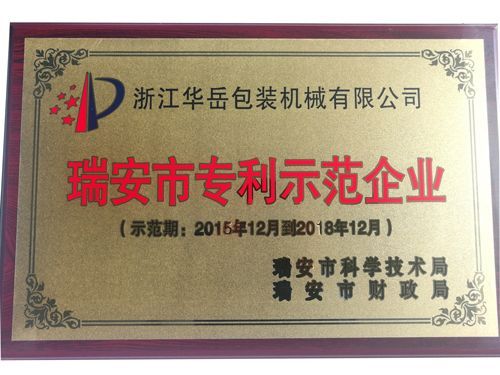 浙江华岳包装机械有限公司
瑞安市专利示范企业
(示范期：2015年12月到2018年12月)
瑞安市科学技术局
瑞安市财政局